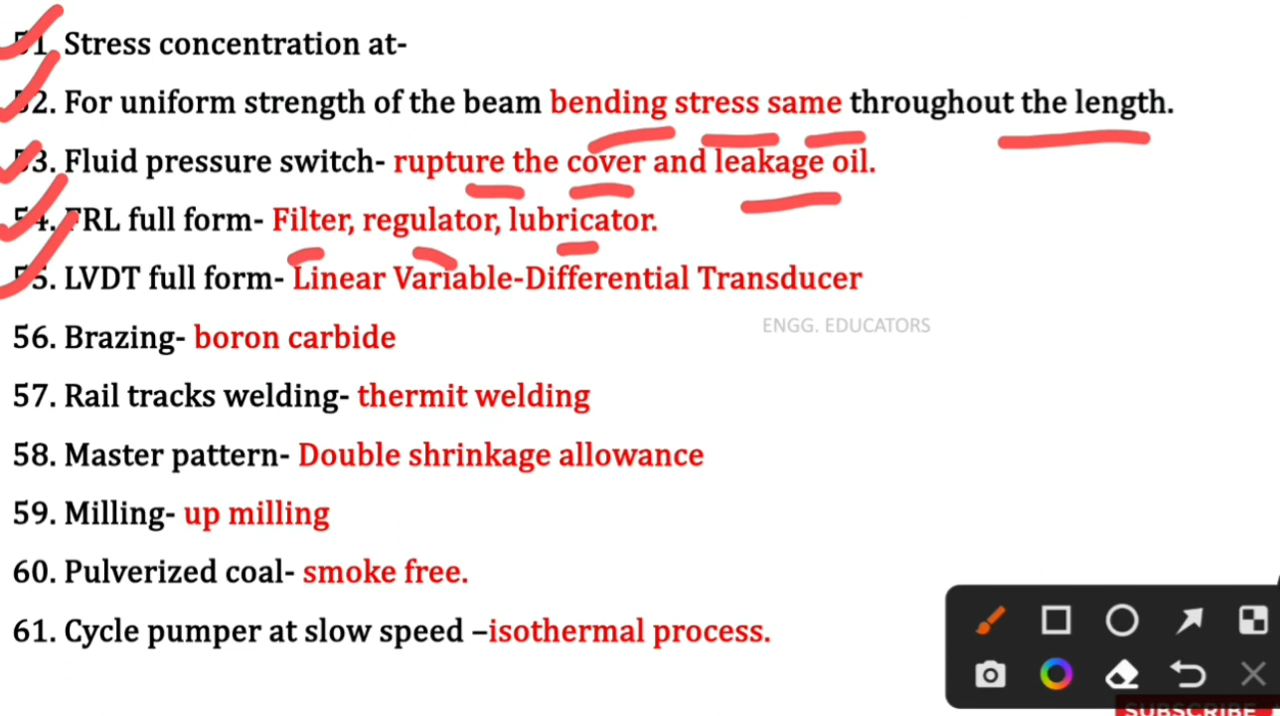 51. Stress concentration at-
52. For uniform strength of the beam bending stress same throughout the length.
53. Fluid pressure switch- rupture the cover and leakage oil.
54. FRL full form- Filter, regulator, lubricator.
55. LVDT full form- Linear Variable-Differential Transducer
ENGG. EDUCATORS
56. Brazing- boron carbide
57. Rail tracks welding- thermit welding
58. Master pattern- Double shrinkage allowance
59. Milling- up milling
60. Pulverized coal- smoke free.
61. Cycle pumper at slow speed –isothermal process.
SUBSCRIBE